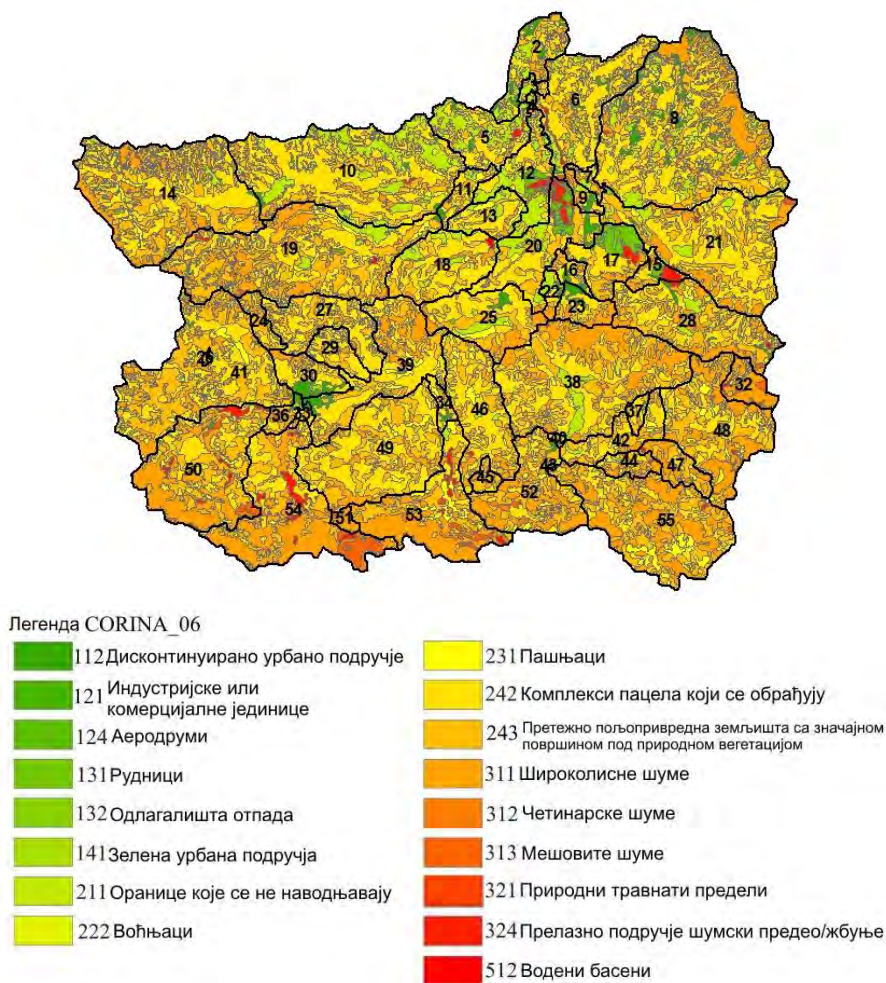 2
6
8
5
10
12
7
11
9
14
13
19
20
21
18
17
15
16
22
23
28
25
27
24
29
39
41
30
38
32
34
46
37
36
48
49
42
50
44
47
45
52
54
51
53
55
Легенда CORINA_06
112 Дисконтинуирано урбано подручје
121 Индустријске или
комерцијалне јединице
124 Аеродруми
131 Рудници
132 Одлагалишта отпада
141 Зелена урбана подручја
211 Оранице које се не наводњавају
222 Воћњаци
231 Пашњаци
242 Комплекси пацела који се обрађују
243 Претежно пољопривредна земљишта са значајном
површином под природном вегетацијом
311 Широколисне шуме
312 Четинарске шуме
313 Мешовите шуме
321 Природни травнати предели
324 Прелазно подручје шумски предео/жбуње
512 Водени басени